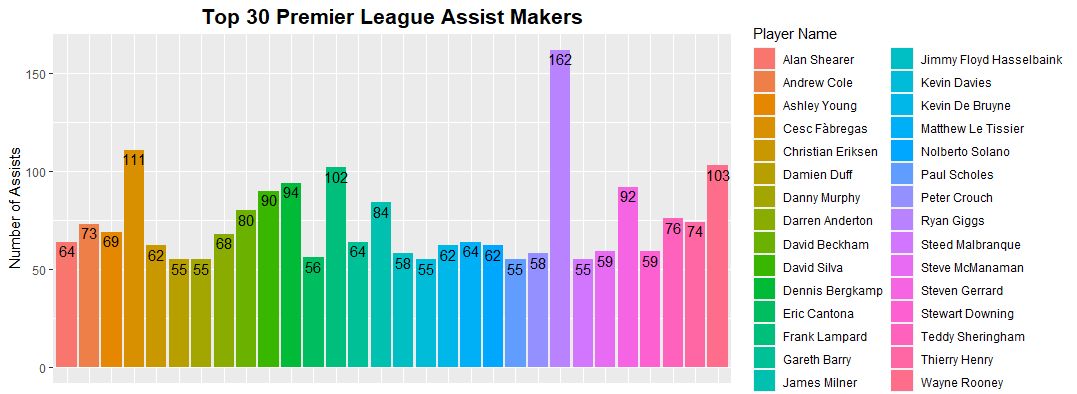 Top 30 Premier League Assist Makers
Number of Assists
150
100
50
0
64
73
69
111
62
55
55
68
80
90
94
56
102
64
84
58
55
62
64
62
55
58
162
55
59
92
59
76
74
103
Player Name
Alan Shearer
Andrew Cole
Ashley Young
Cesc Fàbregas
Christian Eriksen
Damien Duff
Danny Murphy
Darren Anderton
David Beckham
David Silva
Dennis Bergkamp
Eric Cantona
Frank Lampard
Gareth Barry
James Milner
Jimmy Floyd Hasselbaink
Kevin Davies
Kevin De Bruyne
Matthew Le Tissier
Nolberto Solano
Paul Scholes
Peter Crouch
Ryan Giggs
Steed Malbranque
Steve McManaman
Steven Gerrard
Stewart Downing
Teddy Sheringham
Thierry Henry
Wayne Rooney